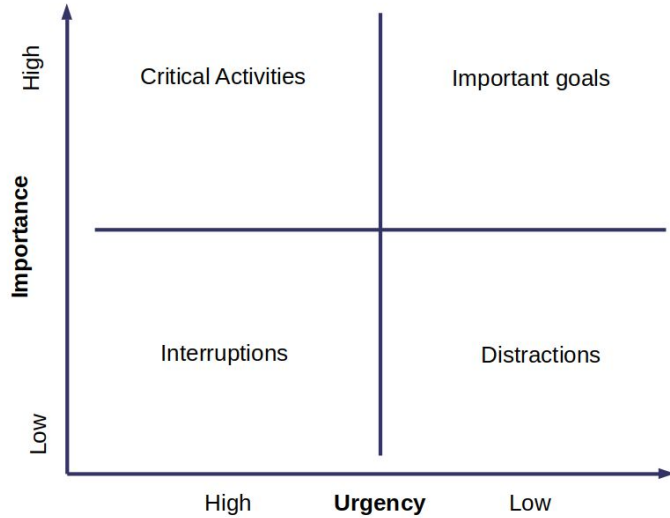 High
Critical Activities
Important goals
Importance
Interruptions
Distractions
Low
High
Urgency
Low